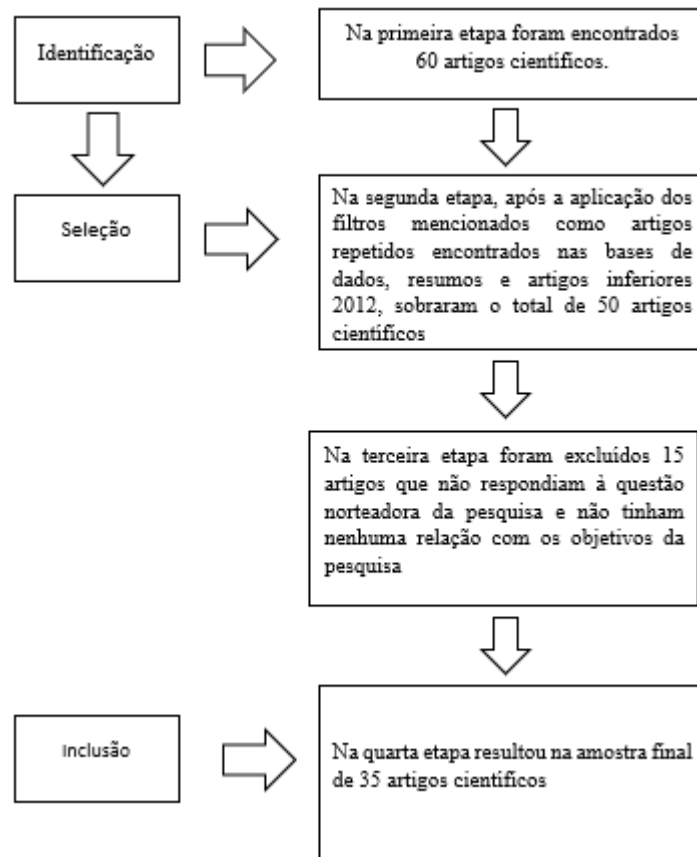 Identificação
Na primeira etapa foram encontrados
60 artigos científicos.
Seleção
Na segunda etapa, após a aplicação dos
filtros mencionados como artigos
repetidos encontrados nas bases de
dados, resumos e artigos inferiores
2012, sobraram o total de 50 artigos
científicos
Na terceira etapa foram excluídos 15
artigos que não respondiam à questão
norteadora da pesquisa e não tinham
nenhuma relação com os objetivos da
pesquisa
Inclusão
Na quarta etapa resultou na amostra final
de 35 artigos científicos